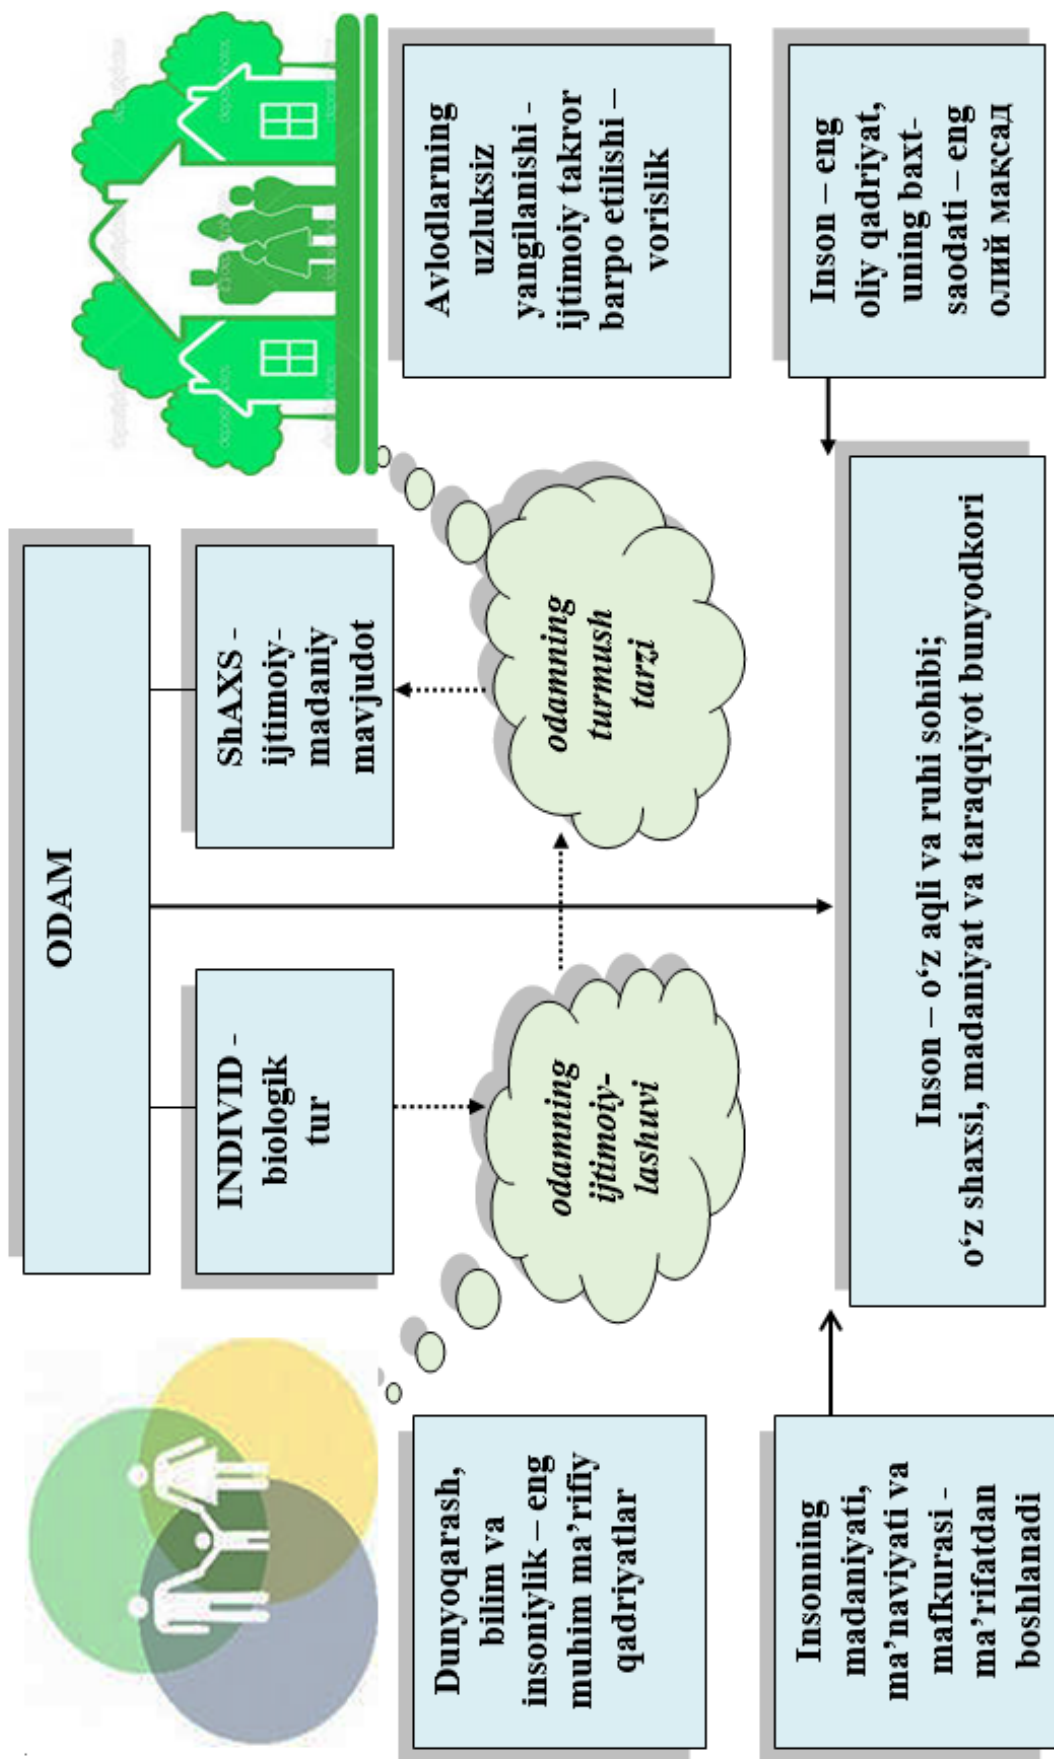 ODAM
INDIVID -
biologik
tur
ShAXS -
ijtimoiy-
madaniy
mavjudot
Dunyoqarash,
bilim va
insoniylik – eng
muhim ma’rifiy
qadriyatlar
odamning
ijtimoiy-
lashuvi
odamning
turmush
tarzi
Avlodlarning
uzluksiz
yangilanishi -
ijtimoiy takror
barpo etilishi –
vorislik
Insonning
madaniyati,
ma’naviyati va
mafkurasi -
ma’rifatdan
boshlanadi
Inson – o‘z aqli va ruhi sohibi;
o‘z shaxsi, madaniyat va taraqqiyot bunyodkori
Inson – eng
oliy qadriyat,
uning baxt-
saodati – eng
олий мақсад